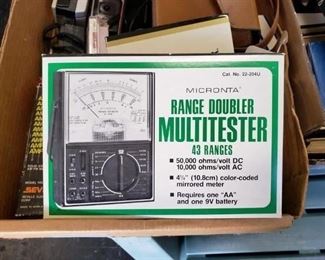 Cat. No. 22-204U
MICRONTA®
RANGE DOUBLER
MULTITESTER
43 RANGES
■ 50,000 ohms/volt DC
10,000 ohms/volt AC
■ 4¼" (10.8cm) color-coded
mirrored meter
■ Requires one "AA"
and one 9V battery